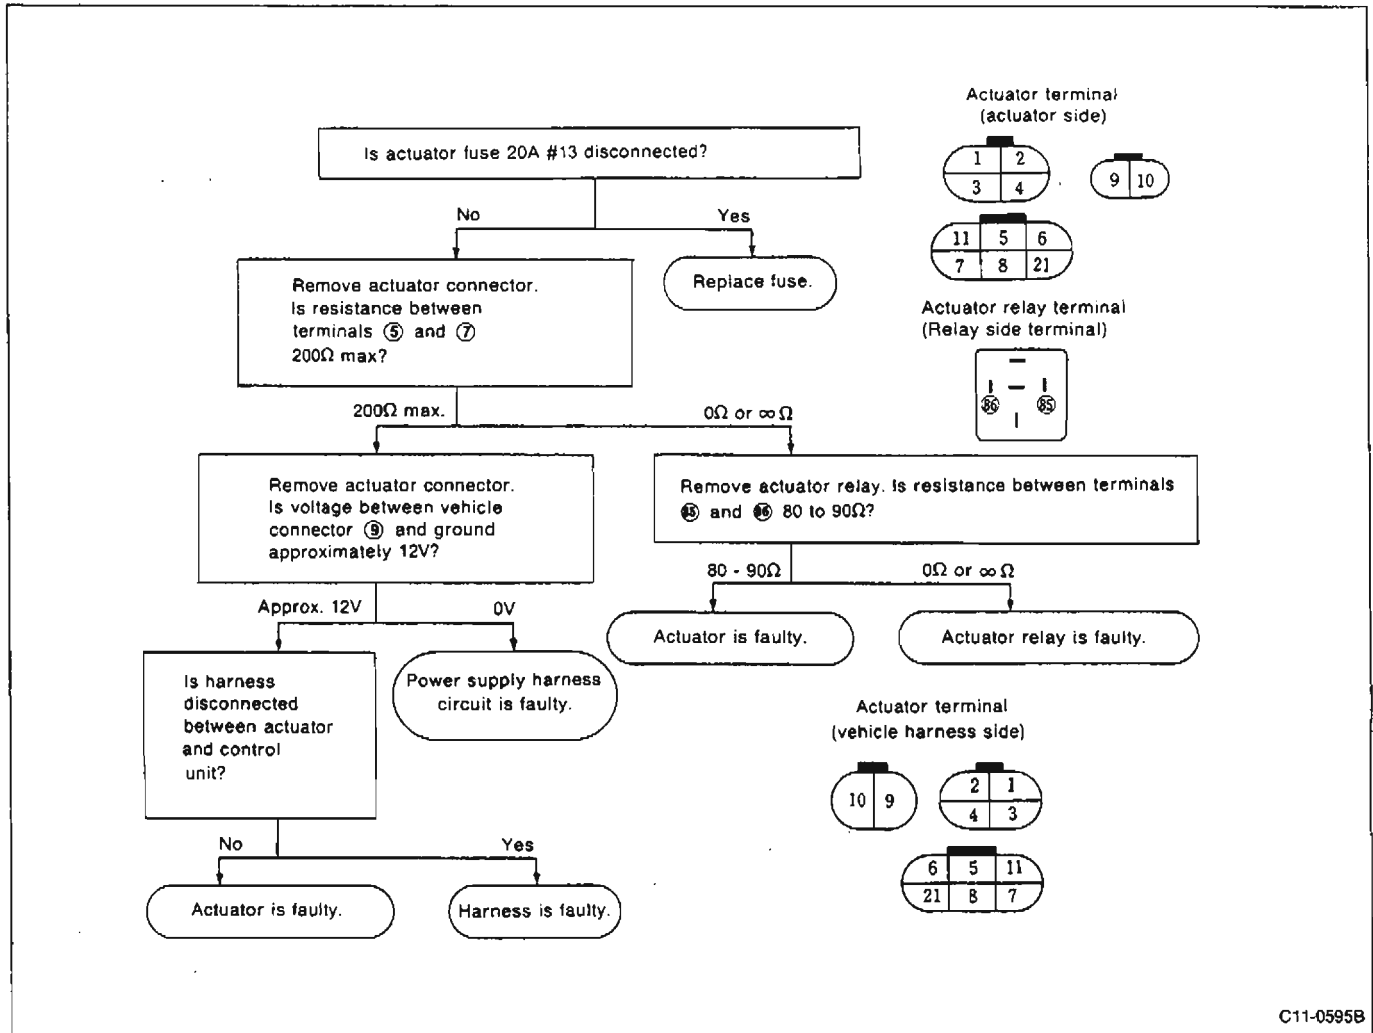 Is actuator fuse 20A #13 disconnected?
No
Yes
Remove actuator connector.
Is resistance between
terminals ⑤ and ⑦
200Ω max?
Replace fuse.
200Ω max.
0Ω or ∞Ω
Remove actuator connector.
Is voltage between vehicle
connector ⑨ and ground
approximately 12V?
Remove actuator relay. Is resistance between terminals
85 and 86 80 to 90Ω?
Approx. 12V
0V
80 - 90Ω
0Ω or ∞Ω
Actuator is faulty.
Actuator relay is faulty.
Is harness
disconnected
between actuator
and control
unit?
Power supply harness
circuit is faulty.
No
Yes
Actuator is faulty.
Harness is faulty.
Actuator terminal
(actuator side)
1 2
3 4
9 10
11 5 6
7 8 21
Actuator relay terminal
(Relay side terminal)
86 85
Actuator terminal
(vehicle harness side)
10 9
2 1
4 3
6 5 11
21 8 7
C11-0595B